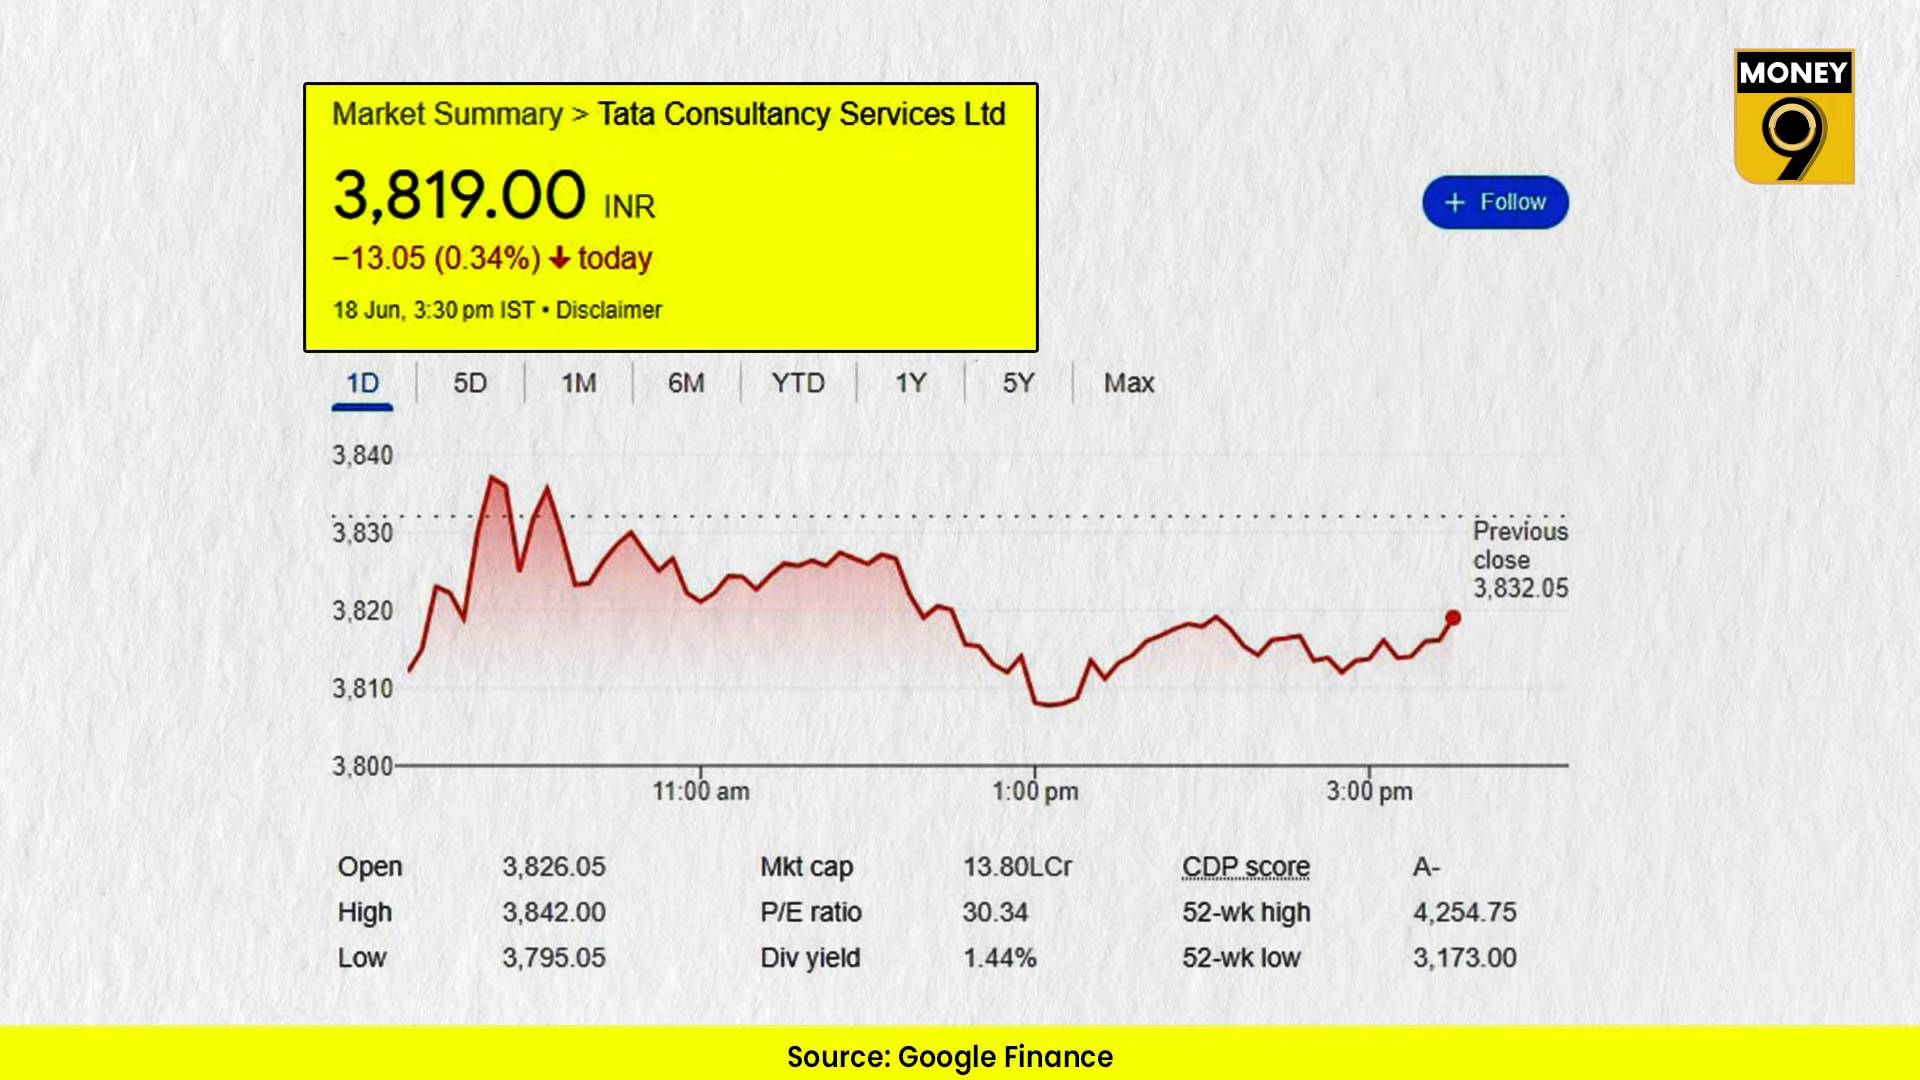 MONEY
9
Market Summary > Tata Consultancy Services Ltd
3,819.00 INR
+ Follow
−13.05 (0.34%) ↓ today
18 Jun, 3:30 pm IST • Disclaimer
1D 5D 1M 6M YTD 1Y 5Y Max
3,840
3,830
3,820
3,810
3,800
Previous
close
3,832.05
11:00 am 1:00 pm 3:00 pm
Open 3,826.05 Mkt cap 13.80LCr CDP score A-
High 3,842.00 P/E ratio 30.34 52-wk high 4,254.75
Low 3,795.05 Div yield 1.44% 52-wk low 3,173.00
Source: Google Finance